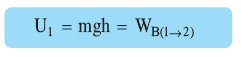 U₁ = mgh = W_B(1→2)